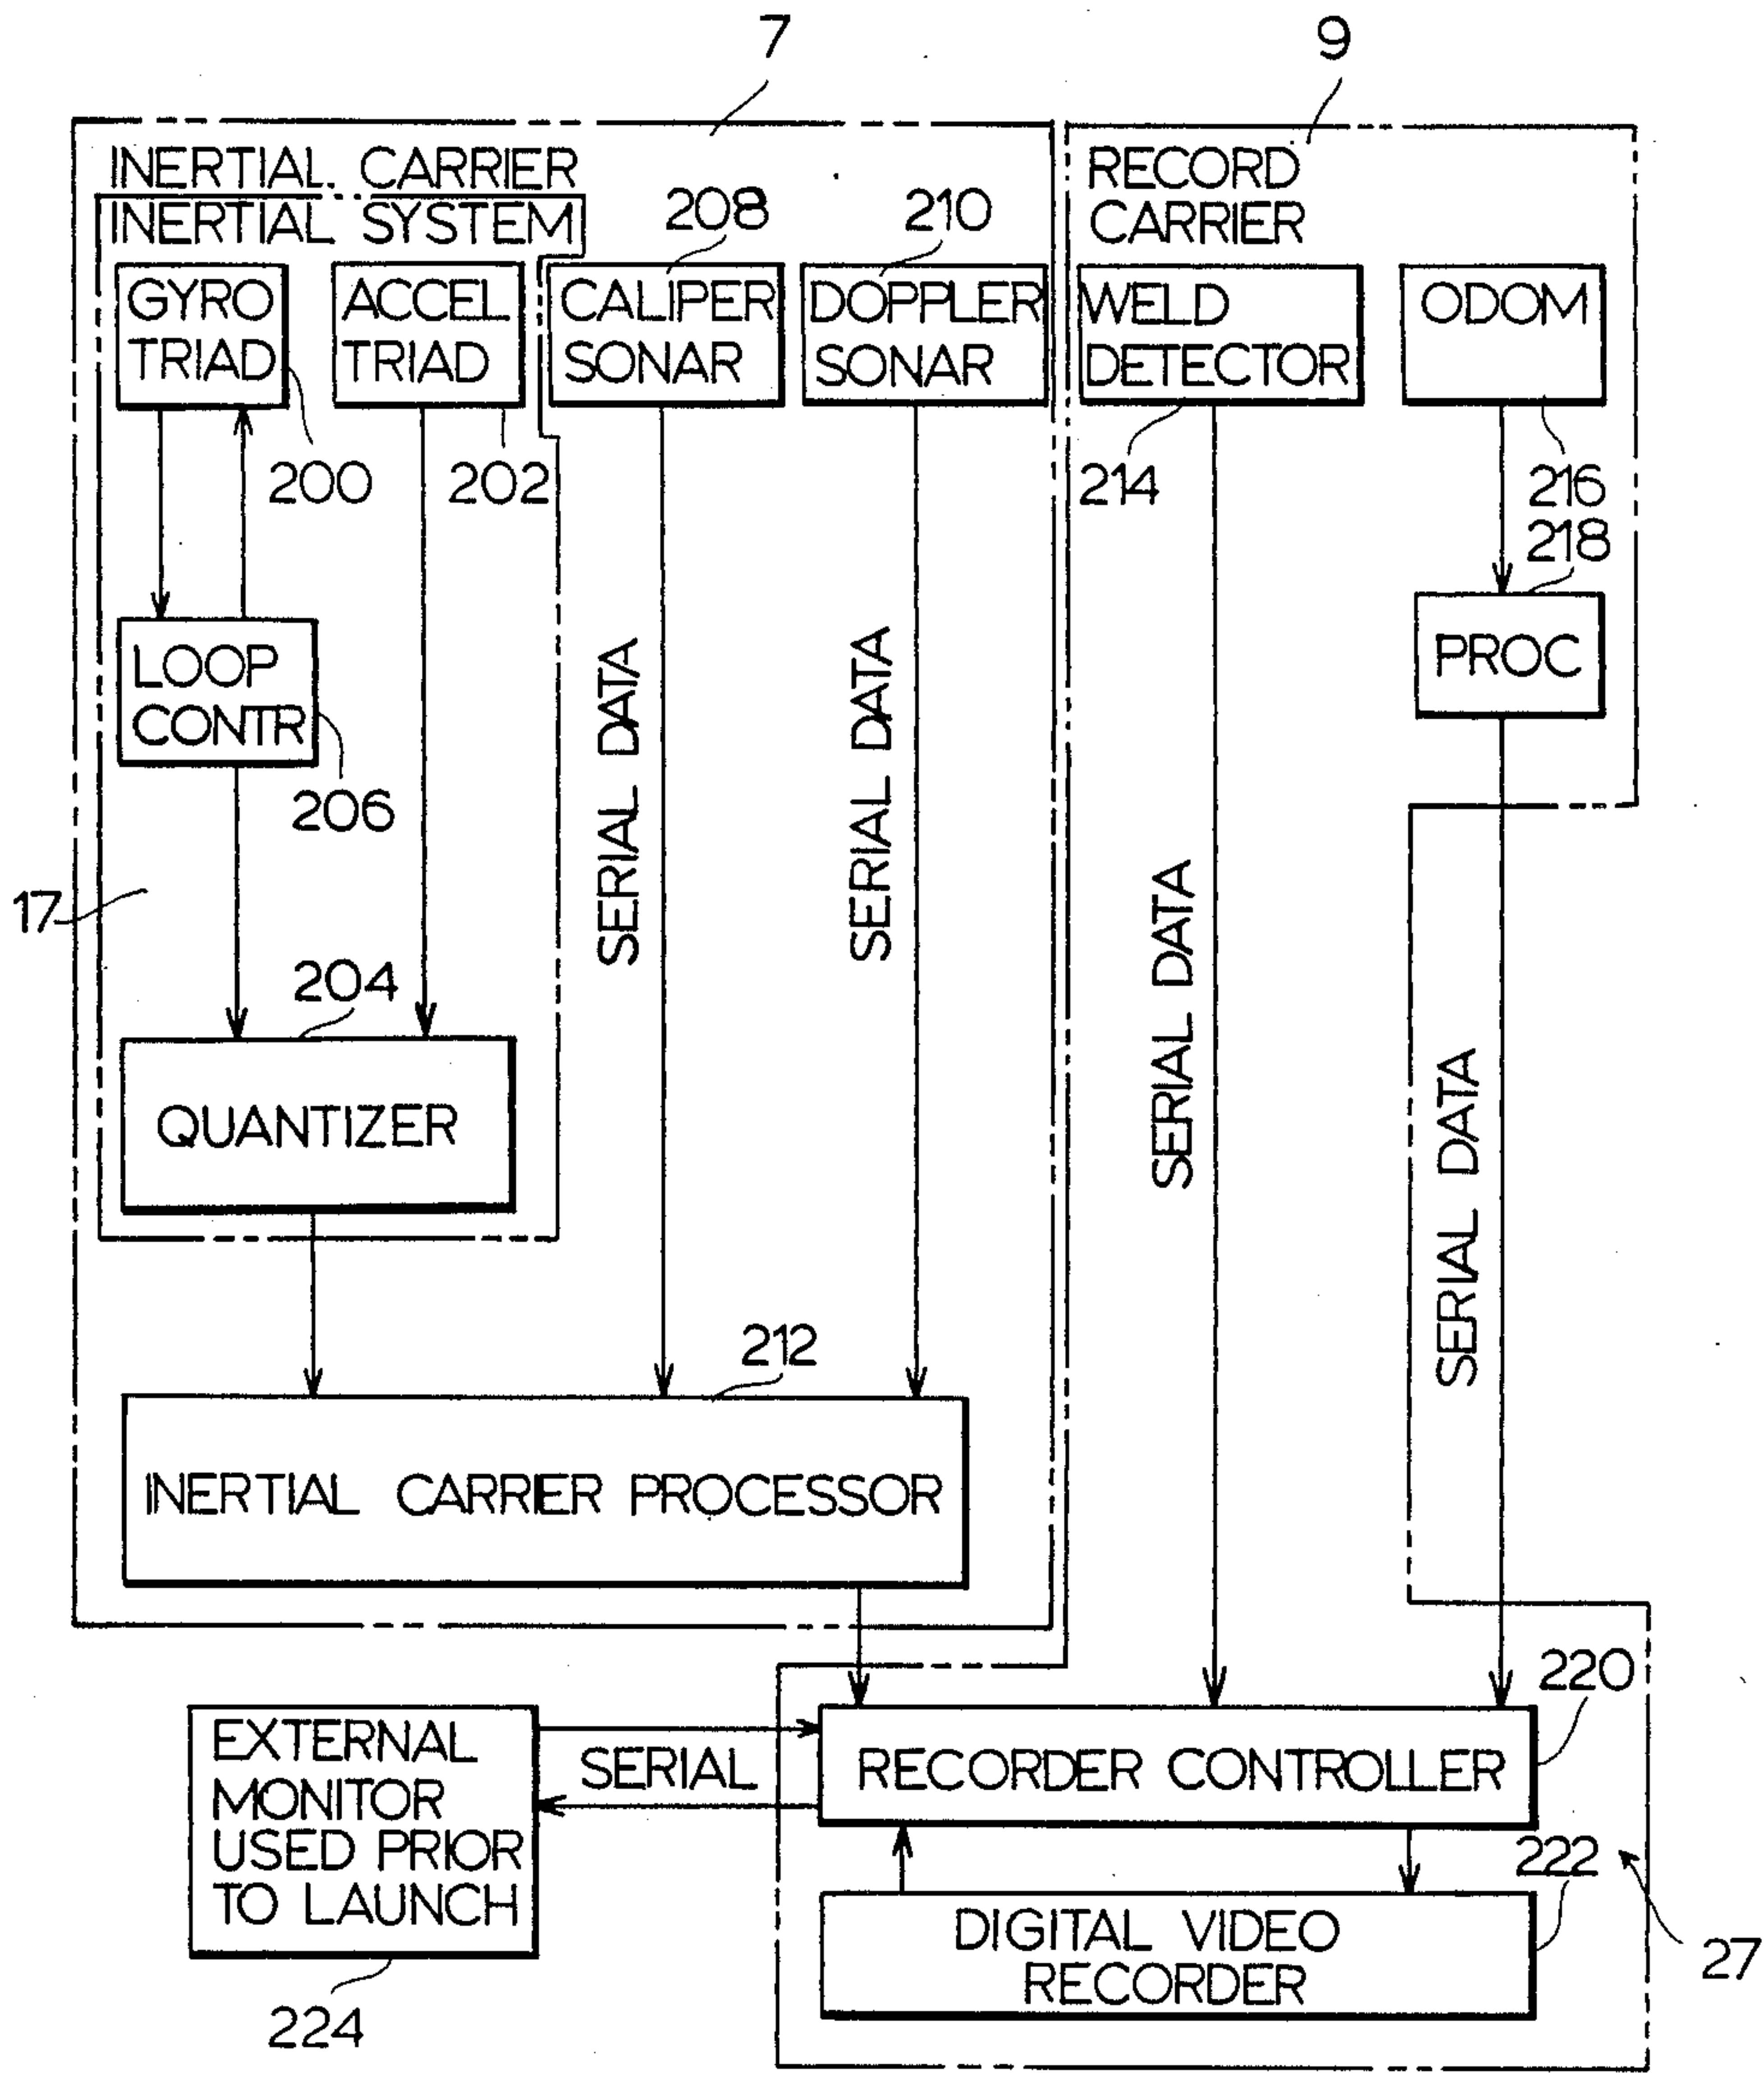 7
9
INERTIAL CARRIER
INERTIAL SYSTEM
208
210
RECORD
CARRIER
GYRO
TRIAD
ACCEL
TRIAD
CALIPER
SONAR
DOPPLER
SONAR
WELD
DETECTOR
ODOM
200
202
214
216
218
LOOP
CONTR
PROC
206
SERIAL DATA
SERIAL DATA
SERIAL DATA
SERIAL DATA
17
204
QUANTIZER
212
INERTIAL CARRIER PROCESSOR
220
EXTERNAL
MONITOR
USED PRIOR
TO LAUNCH
SERIAL
RECORDER CONTROLLER
222
DIGITAL VIDEO
RECORDER
27
224